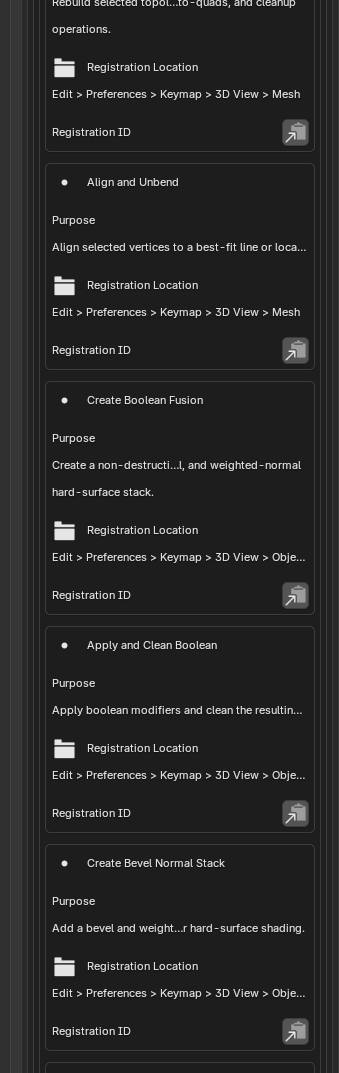 Rebuild selected topol...to-quads, and cleanup
operations.
Registration Location
Edit > Preferences > Keymap > 3D View > Mesh
Registration ID
Align and Unbend
Purpose
Align selected vertices to a best-fit line or loca...
Registration Location
Edit > Preferences > Keymap > 3D View > Mesh
Registration ID
Create Boolean Fusion
Purpose
Create a non-destructi...l, and weighted-normal
hard-surface stack.
Registration Location
Edit > Preferences > Keymap > 3D View > Obje...
Registration ID
Apply and Clean Boolean
Purpose
Apply boolean modifiers and clean the resultin...
Registration Location
Edit > Preferences > Keymap > 3D View > Obje...
Registration ID
Create Bevel Normal Stack
Purpose
Add a bevel and weight...r hard-surface shading.
Registration Location
Edit > Preferences > Keymap > 3D View > Obje...
Registration ID